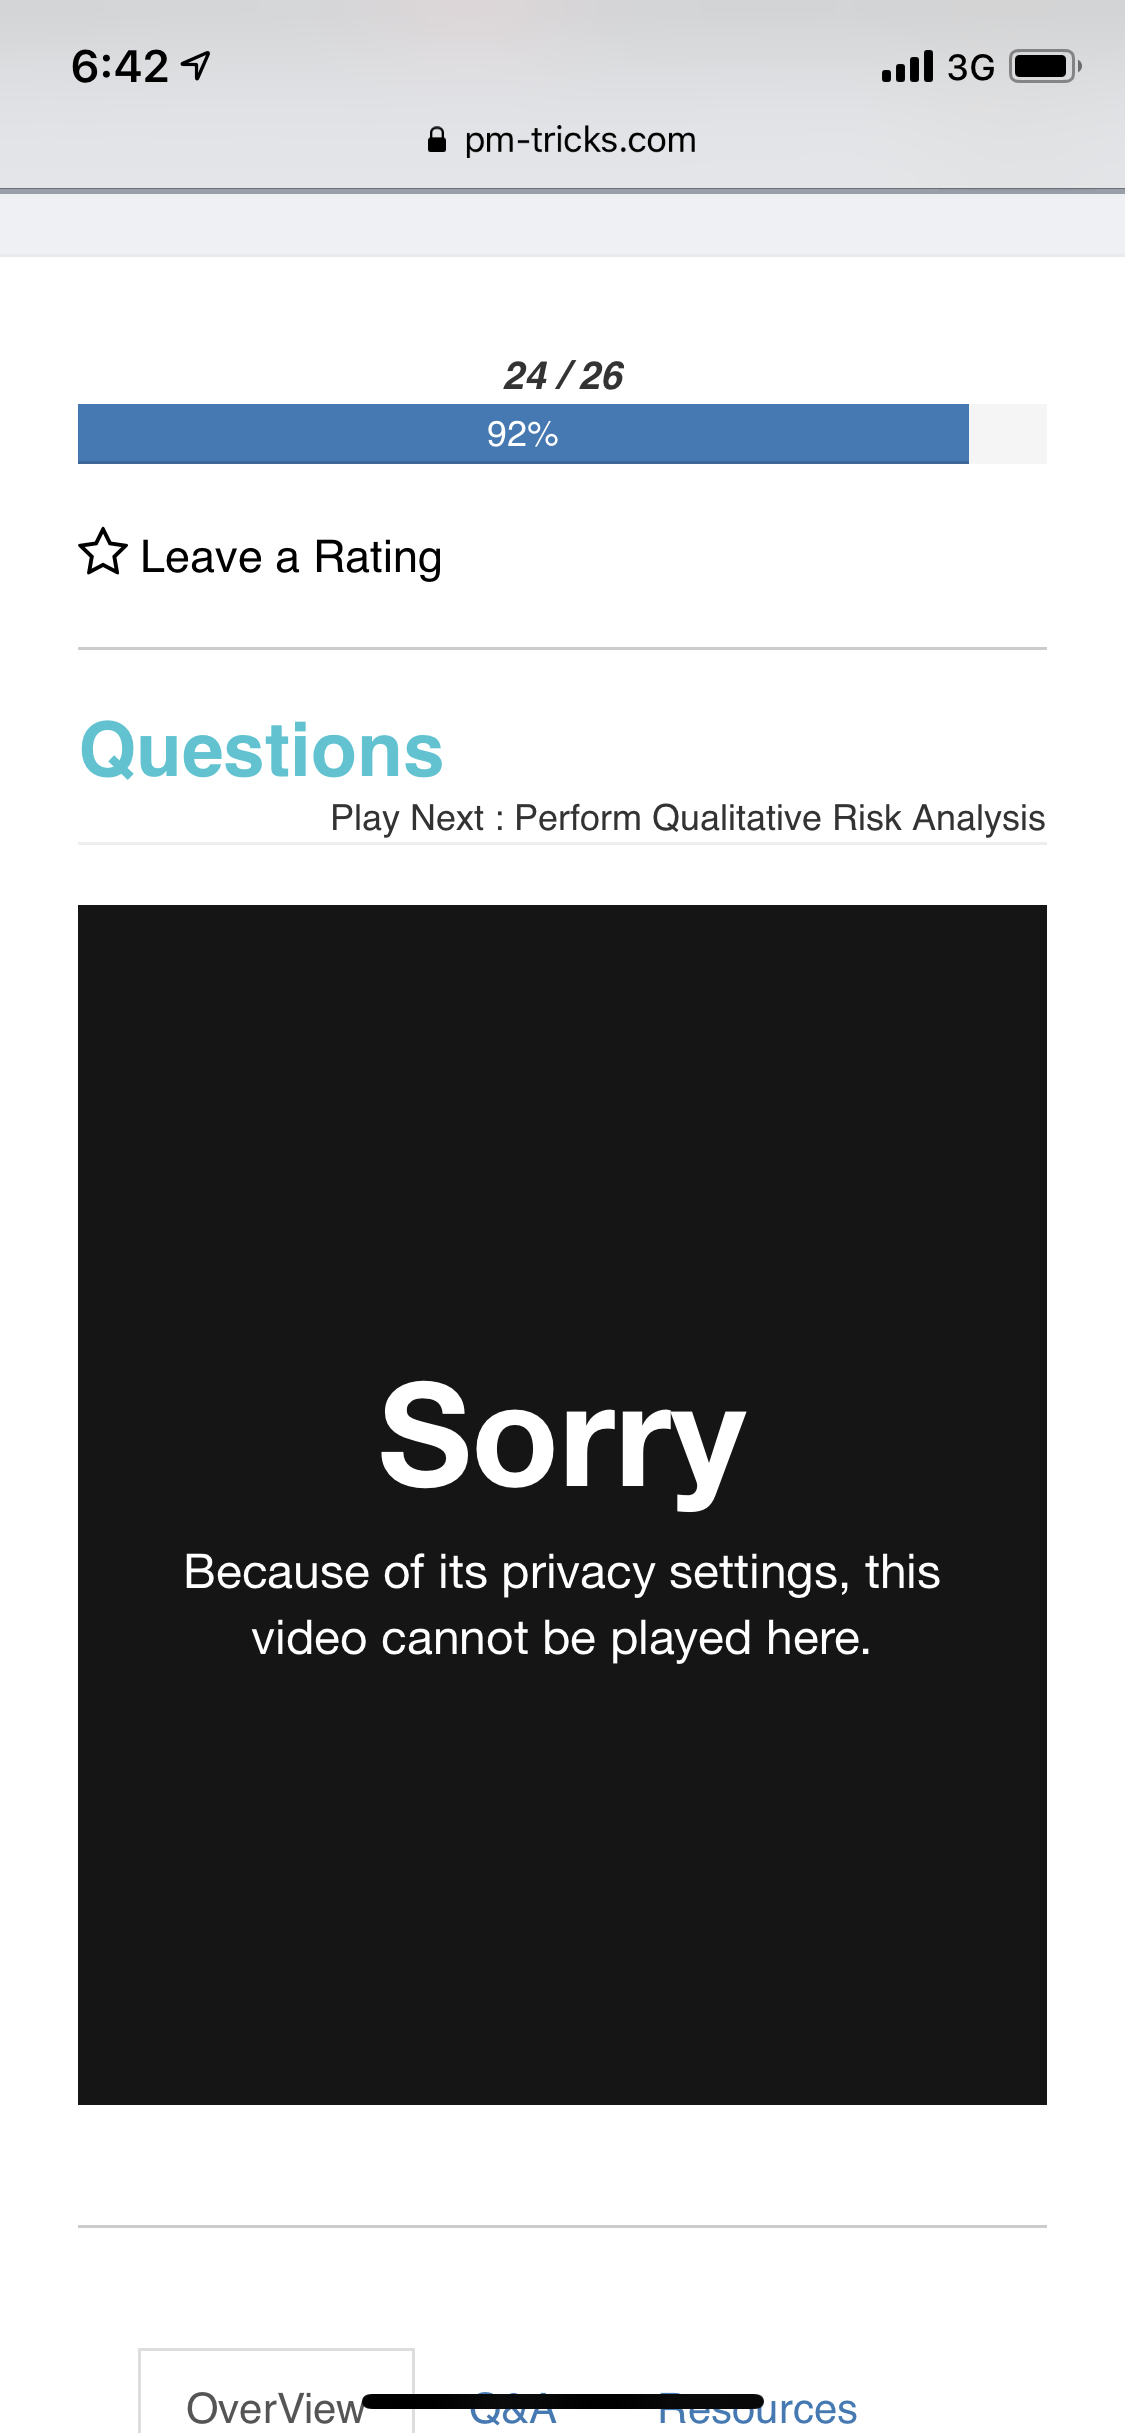 6:42
3G
pm-tricks.com
24 / 26
92%
Leave a Rating
Questions
Play Next : Perform Qualitative Risk Analysis
Sorry
Because of its privacy settings, this
video cannot be played here.
OverView
Q&A
Resources